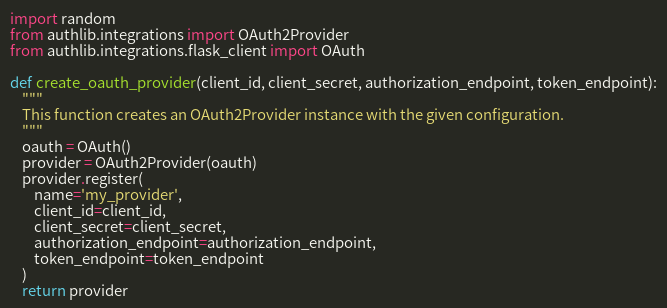 import random
from authlib.integrations import OAuth2Provider
from authlib.integrations.flask_client import OAuth

def create_oauth_provider(client_id, client_secret, authorization_endpoint, token_endpoint):
    """
    This function creates an OAuth2Provider instance with the given configuration.
    """
    oauth = OAuth()
    provider = OAuth2Provider(oauth)
    provider.register(
        name='my_provider',
        client_id=client_id,
        client_secret=client_secret,
        authorization_endpoint=authorization_endpoint,
        token_endpoint=token_endpoint
    )
    return provider